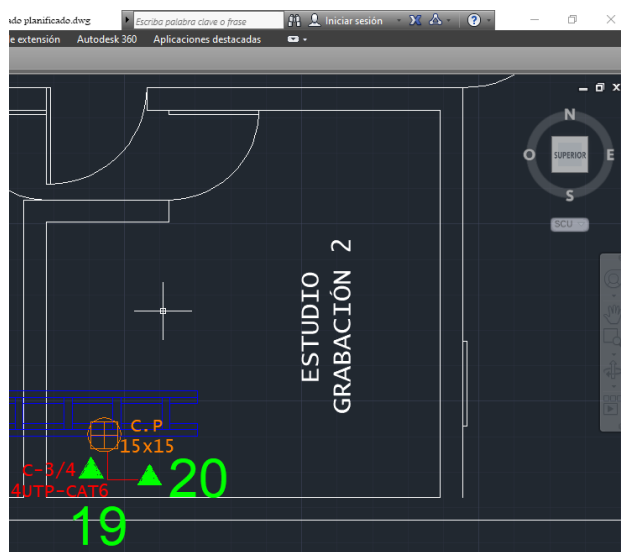 ado planificado.dwg
Escriba palabra clave o frase
Iniciar sesión
?
e extensión
Autodesk 360
Aplicaciones destacadas
N
O
SUPERIOR
E
S
SCU
ESTUDIO
GRABACIÓN 2
C.P
15x15
C-3/4
4UTP-CAT6
20
19